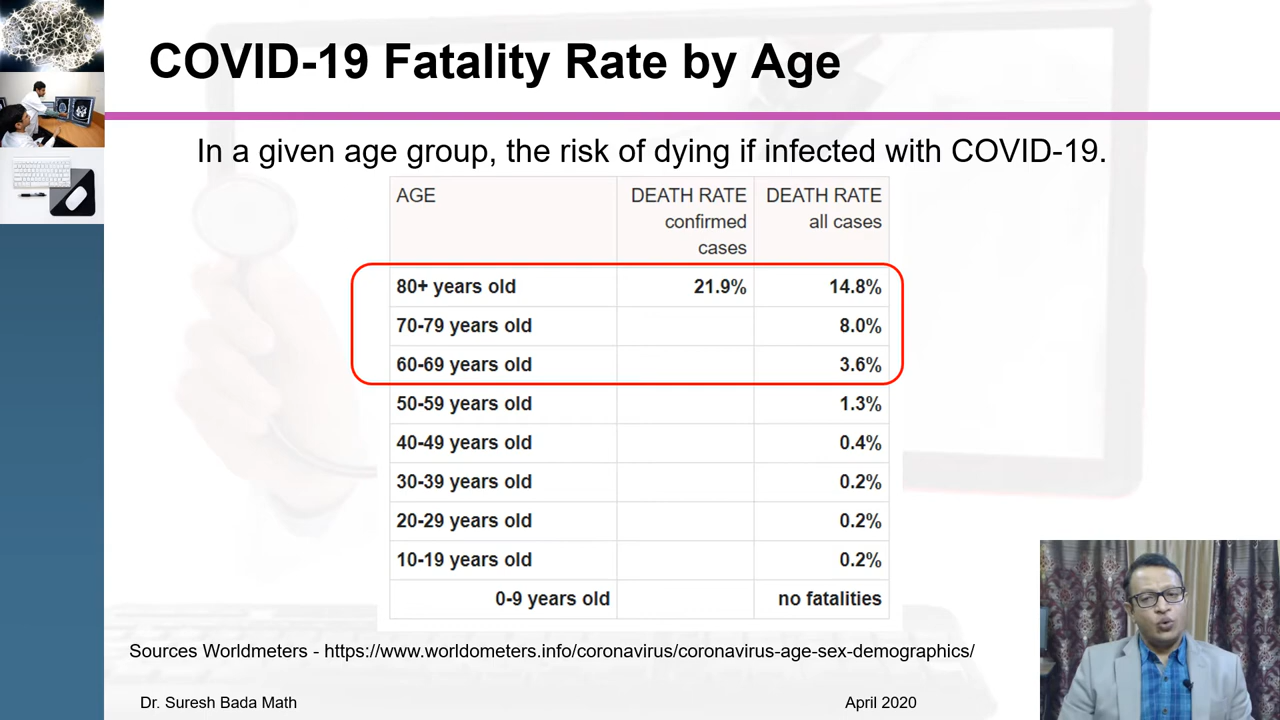 COVID-19 Fatality Rate by Age
In a given age group, the risk of dying if infected with COVID-19.
AGE DEATH RATE confirmed cases DEATH RATE all cases
80+ years old 21.9% 14.8%
70-79 years old 8.0%
60-69 years old 3.6%
50-59 years old 1.3%
40-49 years old 0.4%
30-39 years old 0.2%
20-29 years old 0.2%
10-19 years old 0.2%
0-9 years old no fatalities
Sources Worldmeters - https://www.worldometers.info/coronavirus/coronavirus-age-sex-demographics/
Dr. Suresh Bada Math April 2020